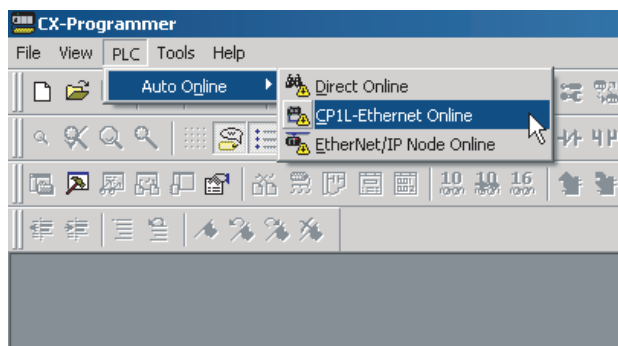 CX-Programmer
File View PLC Tools Help
Auto Online
Direct Online
CP1L-Ethernet Online
EtherNet/IP Node Online
10 10 16